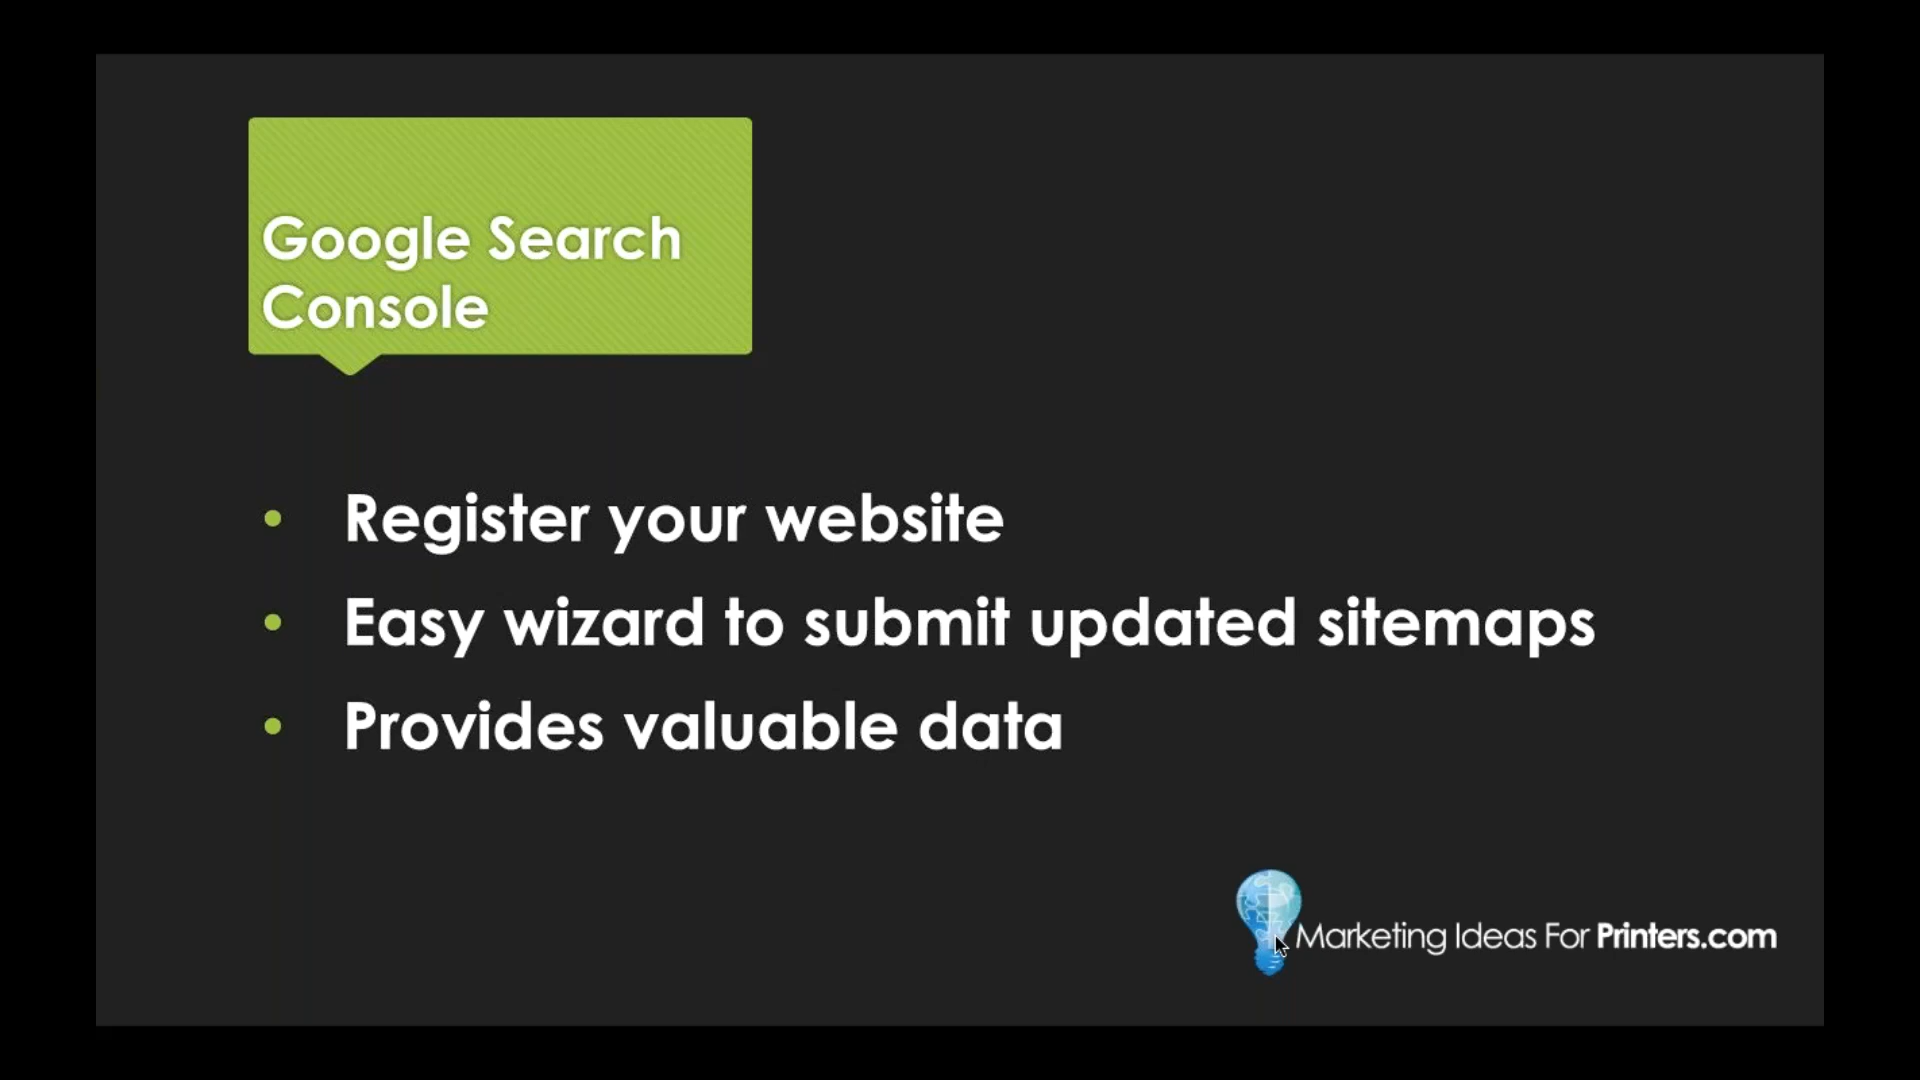 Google Search
Console
• Register your website
• Easy wizard to submit updated sitemaps
• Provides valuable data
Marketing Ideas For Printers.com